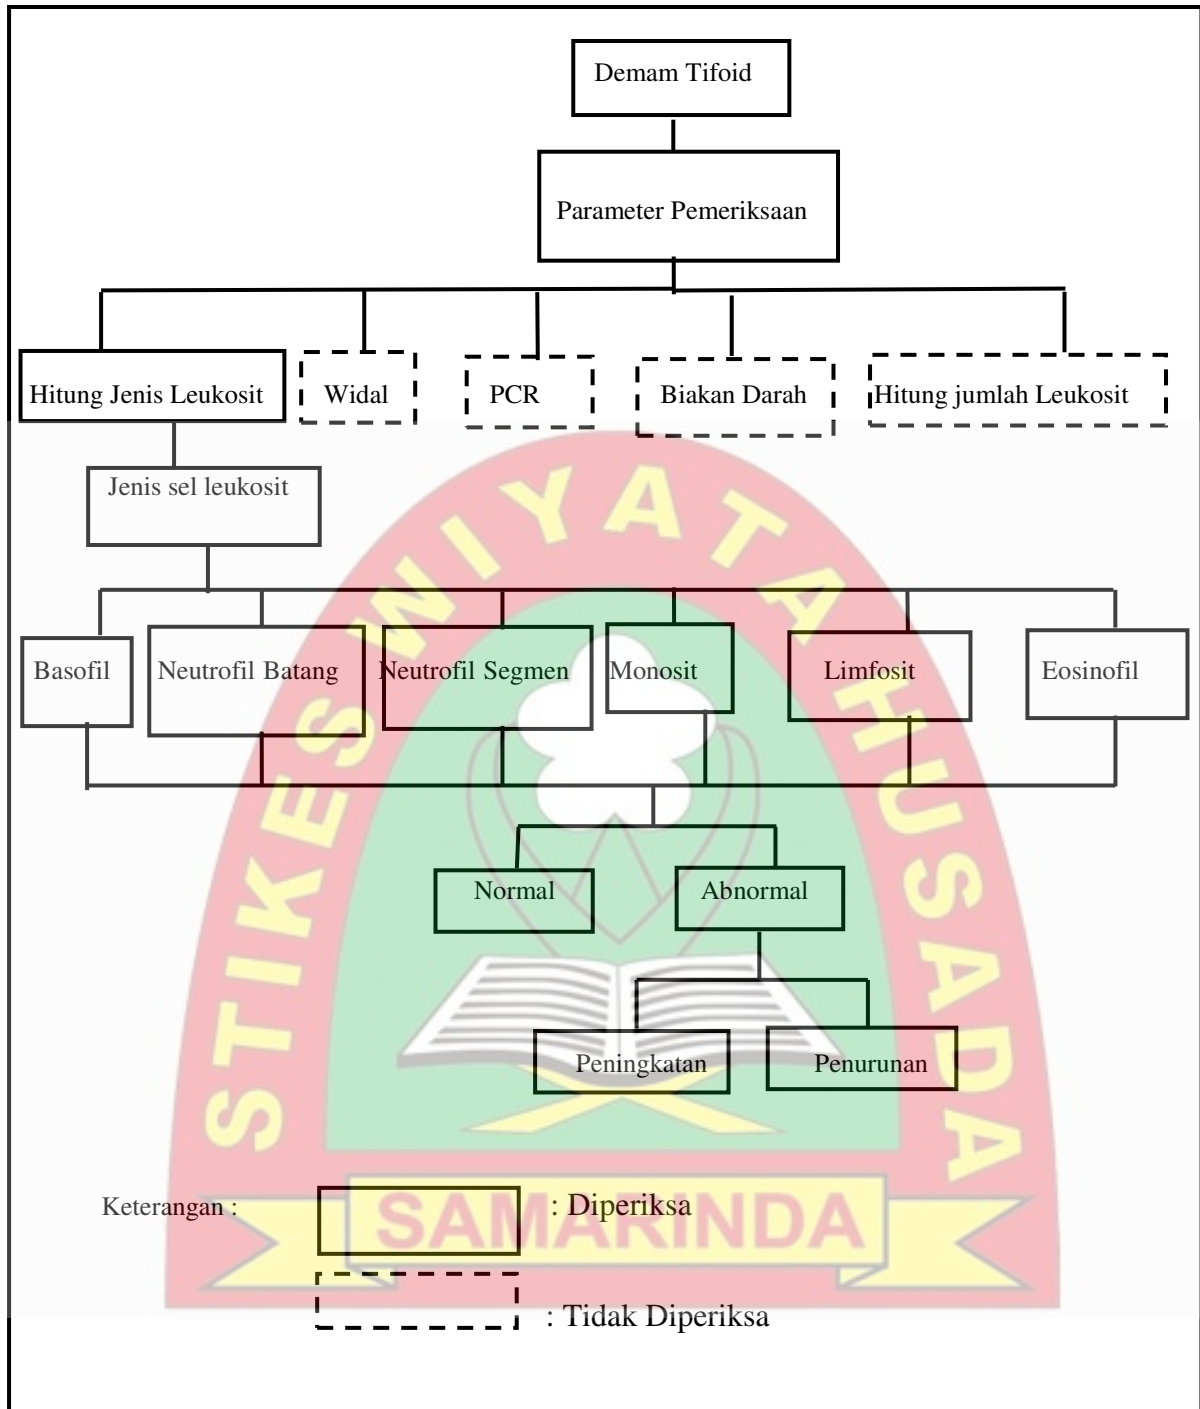 Demam Tifoid
Parameter Pemeriksaan
Hitung Jenis Leukosit
Widal
PCR
Biakan Darah
Hitung jumlah Leukosit
Jenis sel leukosit
Basofil
Neutrofil Batang
Neutrofil Segmen
Monosit
Limfosit
Eosinofil
Normal
Abnormal
Peningkatan
Penurunan
Keterangan :
: Diperiksa
: Tidak Diperiksa
STIKES WIYATA HUSADA
SAMARINDA